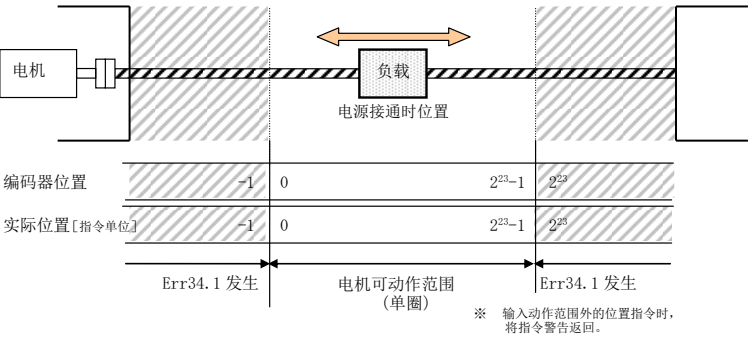 电机
负载
电源接通时位置
编码器位置 -1 0 2²³-1 2²³
实际位置[指令单位] -1 0 2²³-1 2²³
Err34.1 发生 电机可动作范围 Err34.1 发生
(单圈)
※ 输入动作范围外的位置指令时，
将指令警告返回。